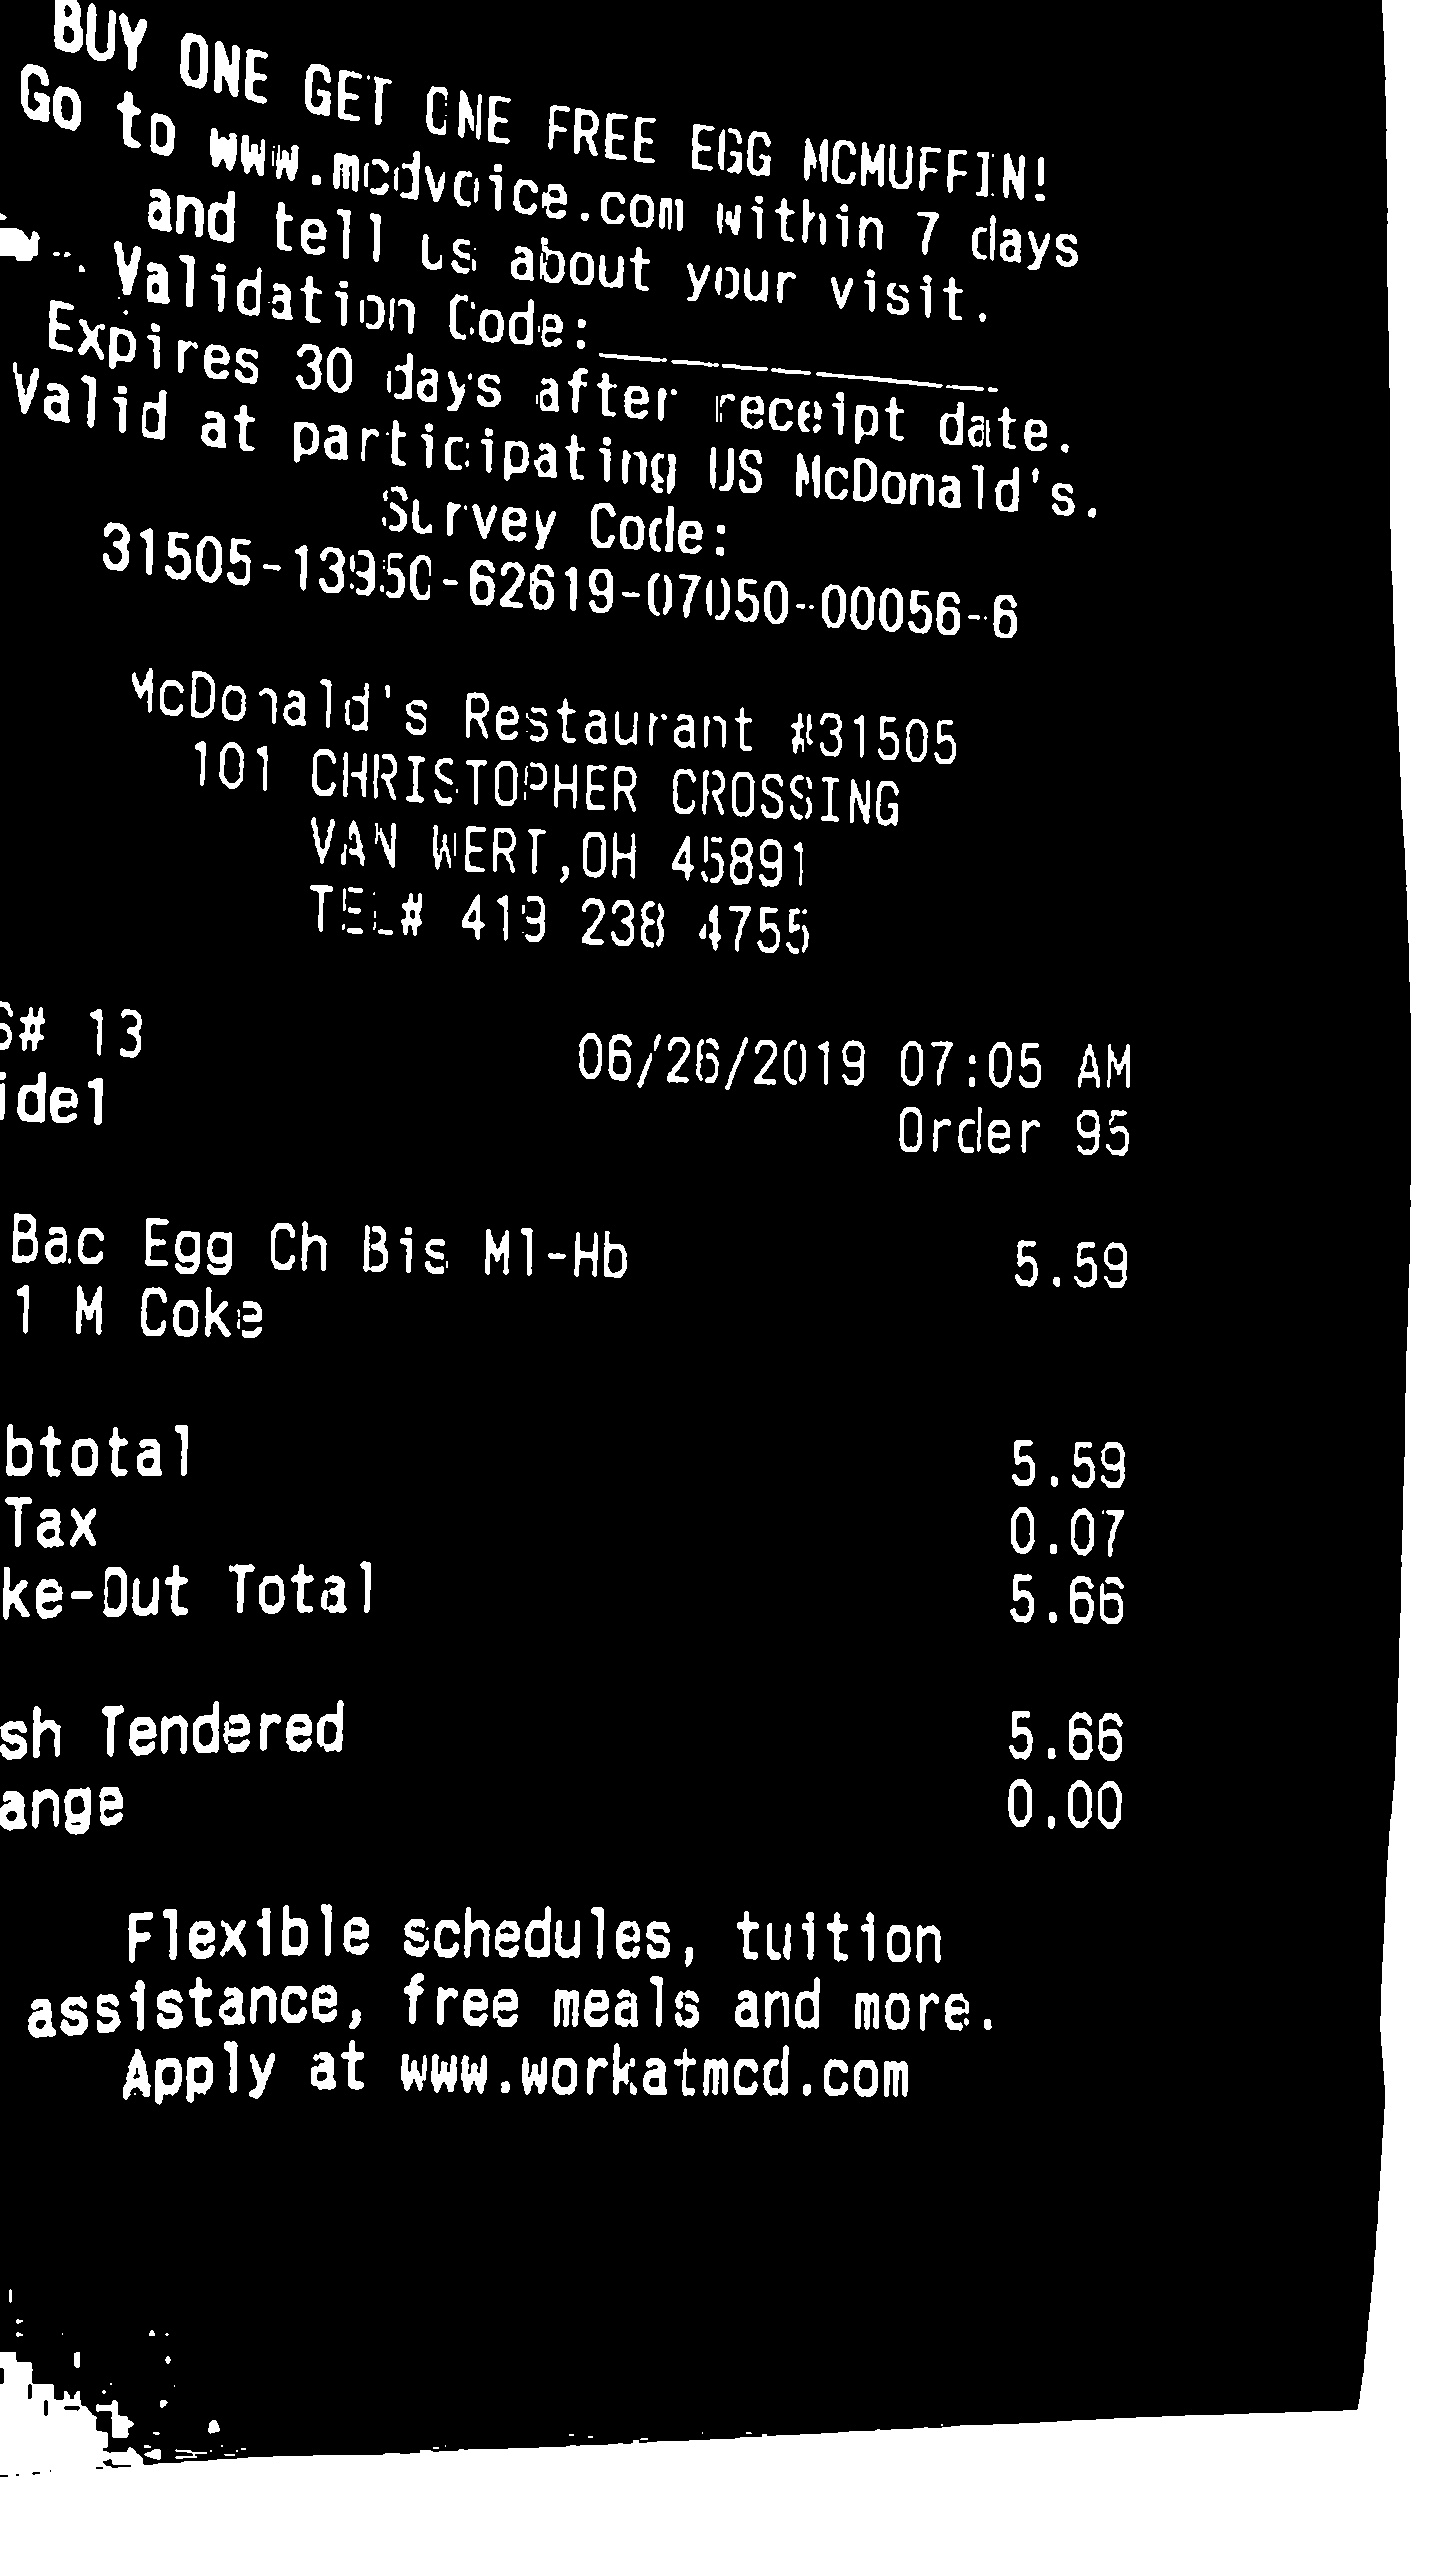 BUY ONE GET ONE FREE EGG MCMUFFIN!
Go to www.mcdvoice.com within 7 days
and tell us about your visit.
Validation Code:____________
Expires 30 days after receipt date.
Valid at participating US McDonald's.
Survey Code:
31505-13950-62619-07050-00056-6
McDonald's Restaurant #31505
101 CHRISTOPHER CROSSING
VAN WERT,OH 45891
TEL# 419 238 4755
# 13 06/26/2019 07:05 AM
ide1 Order 95
Bac Egg Ch Bis Ml-Hb 5.59
1 M Coke
btotal 5.59
Tax 0.07
ke-Out Total 5.66
sh Tendered 5.66
ange 0.00
Flexible schedules, tuition
assistance, free meals and more.
Apply at www.workatmcd.com